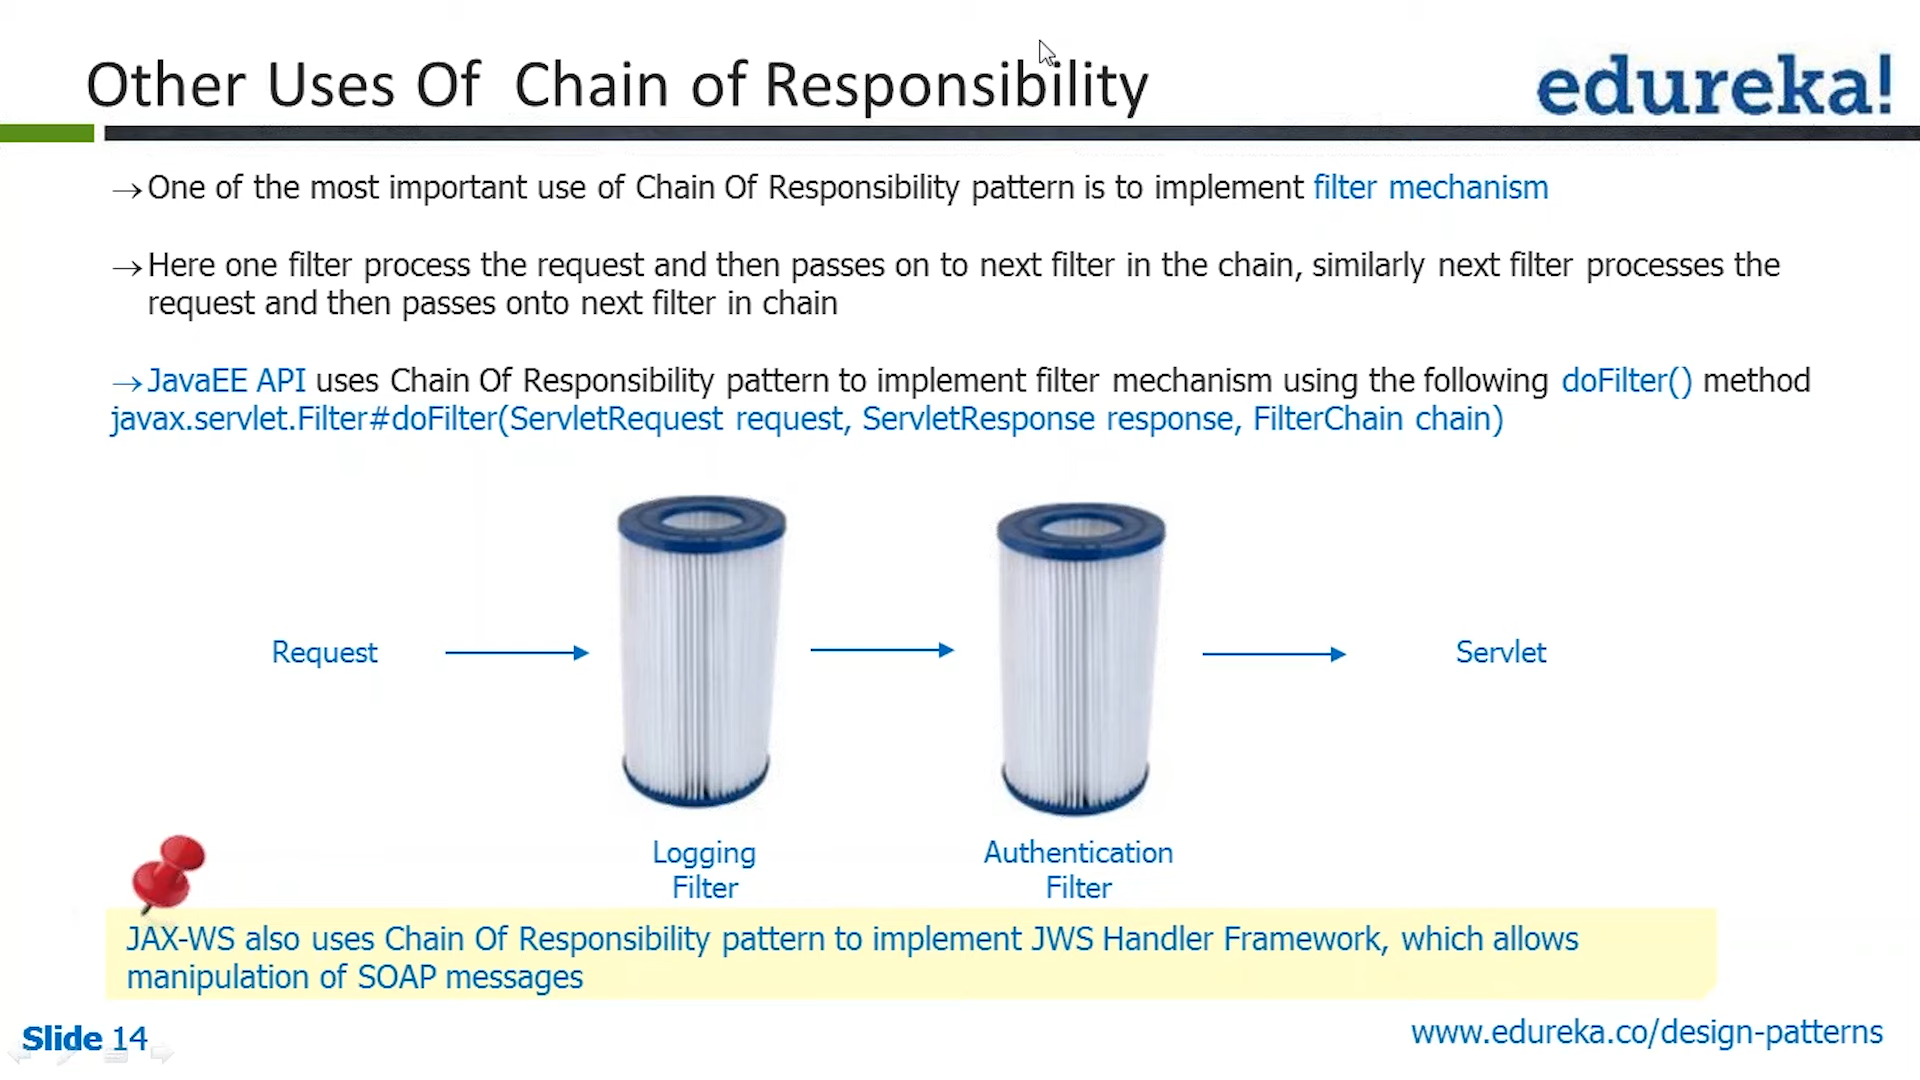 Other Uses Of Chain of Responsibility
edureka!
→One of the most important use of Chain Of Responsibility pattern is to implement filter mechanism
→Here one filter process the request and then passes on to next filter in the chain, similarly next filter processes the
request and then passes onto next filter in chain
→JavaEE API uses Chain Of Responsibility pattern to implement filter mechanism using the following doFilter() method
javax.servlet.Filter#doFilter(ServletRequest request, ServletResponse response, FilterChain chain)
Request
Servlet
Logging
Filter
Authentication
Filter
JAX-WS also uses Chain Of Responsibility pattern to implement JWS Handler Framework, which allows
manipulation of SOAP messages
Slide 14
www.edureka.co/design-patterns